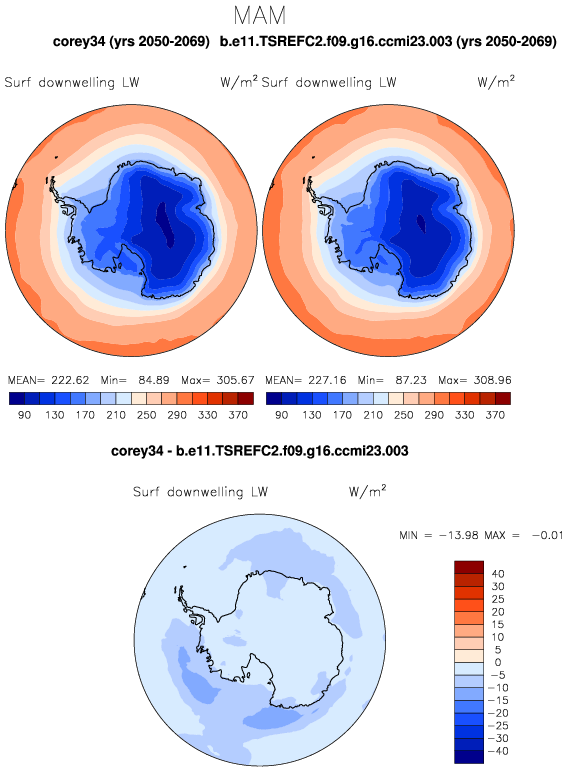 MAM
corey34 (yrs 2050-2069) b.e11.TSREFC2.f09.g16.ccmi23.003 (yrs 2050-2069)
Surf downwelling LW W/m² Surf downwelling LW W/m²
MEAN= 222.62 Min= 84.89 Max= 305.67 MEAN= 227.16 Min= 87.23 Max= 308.96
90 130 170 210 250 290 330 370 90 130 170 210 250 290 330 370
corey34 - b.e11.TSREFC2.f09.g16.ccmi23.003
Surf downwelling LW W/m²
MIN = -13.98 MAX = -0.01
40
30
25
20
15
10
5
0
-5
-10
-15
-20
-25
-30
-40